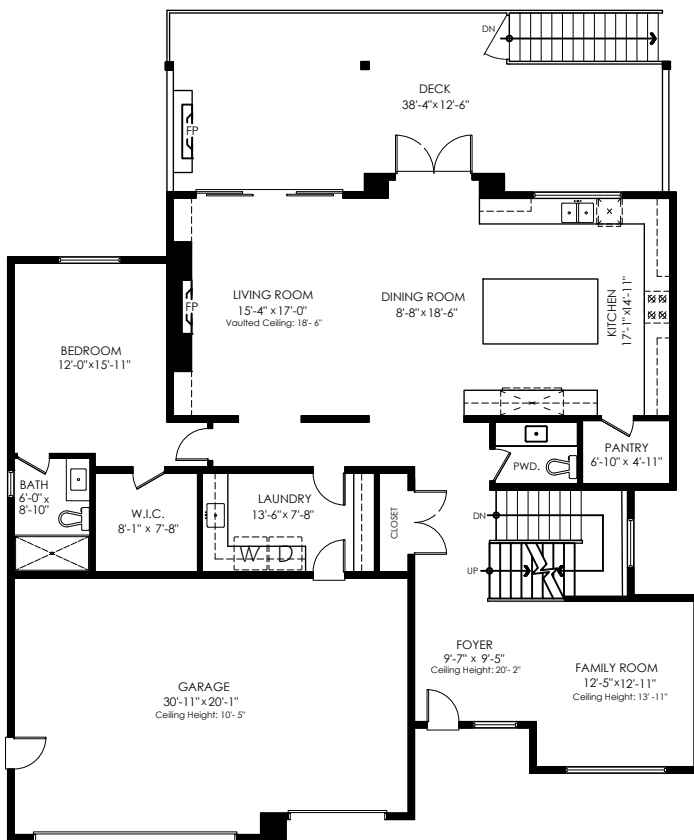 DN
DECK
38'-4"x12'-6"
FP
LIVING ROOM
15'-4" x 17'-0"
Vaulted Ceiling: 18'- 6"
FP
DINING ROOM
8'-8" x 18'-6"
KITCHEN
17'-1"x14'-11"
BEDROOM
12'-0"x15'-11"
PANTRY
6'-10" x 4'-11"
PWD.
BATH
6'-0" x
8'-10"
W.I.C.
8'-1" x 7'-8"
LAUNDRY
13'-6" x 7'-8"
W D
CLOSET
DN
UP
FOYER
9'-7" x 9'-5"
Ceiling Height: 20'- 2"
FAMILY ROOM
12'-5"x12'-11"
Ceiling Height: 13' -11"
GARAGE
30'-11"x20'-1"
Ceiling Height: 10'- 5"